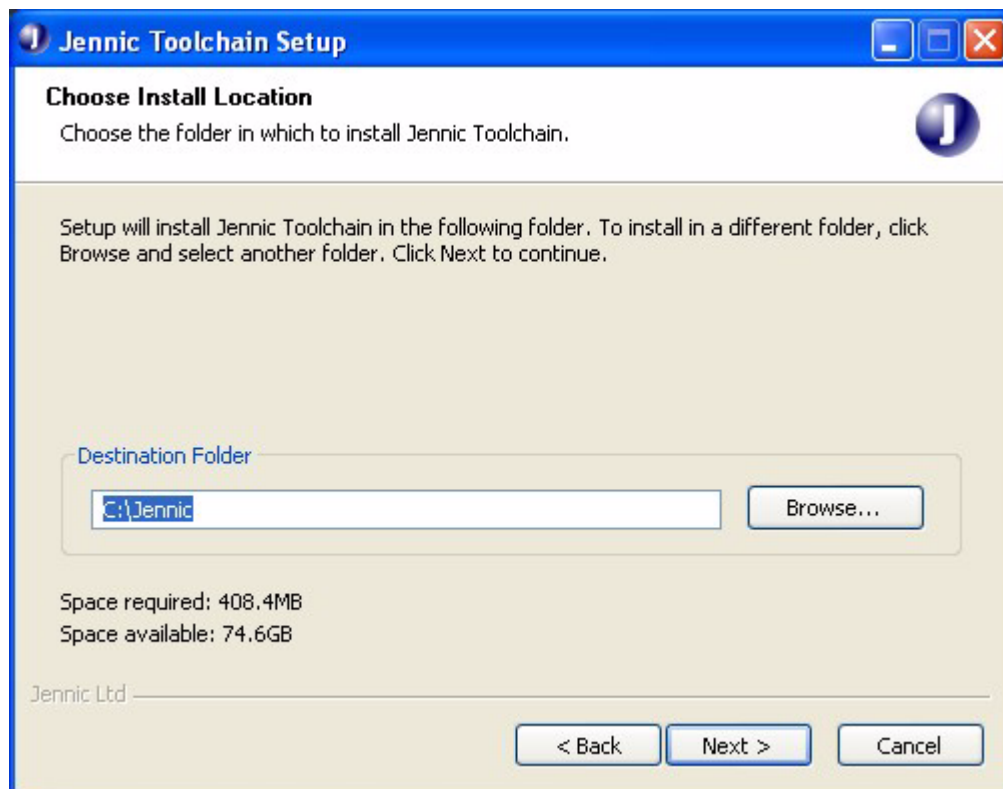 Jennic Toolchain Setup
Choose Install Location
Choose the folder in which to install Jennic Toolchain.
J
Setup will install Jennic Toolchain in the following folder. To install in a different folder, click
Browse and select another folder. Click Next to continue.
Destination Folder
C:\Jennic
Browse...
Space required: 408.4MB
Space available: 74.6GB
Jennic Ltd
< Back
Next >
Cancel